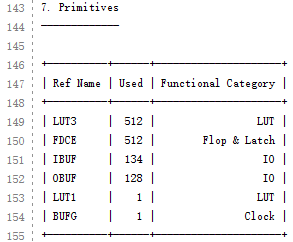 143 7. Primitives
144 -------------
145
146 +----------+------+---------------------+
147 | Ref Name | Used | Functional Category |
148 +----------+------+---------------------+
149 | LUT3     |  512 |                 LUT |
150 | FDCE     |  512 |        Flop & Latch |
151 | IBUF     |  134 |                  IO |
152 | OBUF     |  128 |                  IO |
153 | LUT1     |    1 |                 LUT |
154 | BUFG     |    1 |               Clock |
155 +----------+------+---------------------+